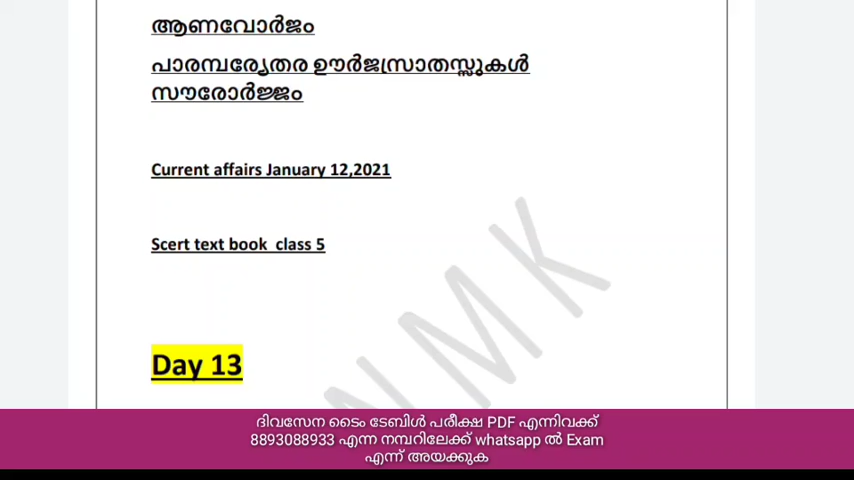 ആണവോർജം
പാരമ്പര്യേതര ഊർജസ്രാതസ്സുകൾ
സൗരോർജ്ജം
Current affairs January 12,2021
Scert text book class 5
Day 13
NMK
ദിവസേന ടൈം ടേബിൾ പരീക്ഷ PDF എന്നിവക്ക്
8893088933 എന്ന നമ്പറിലേക്ക് whatsapp ൽ Exam
എന്ന് അയക്കുക